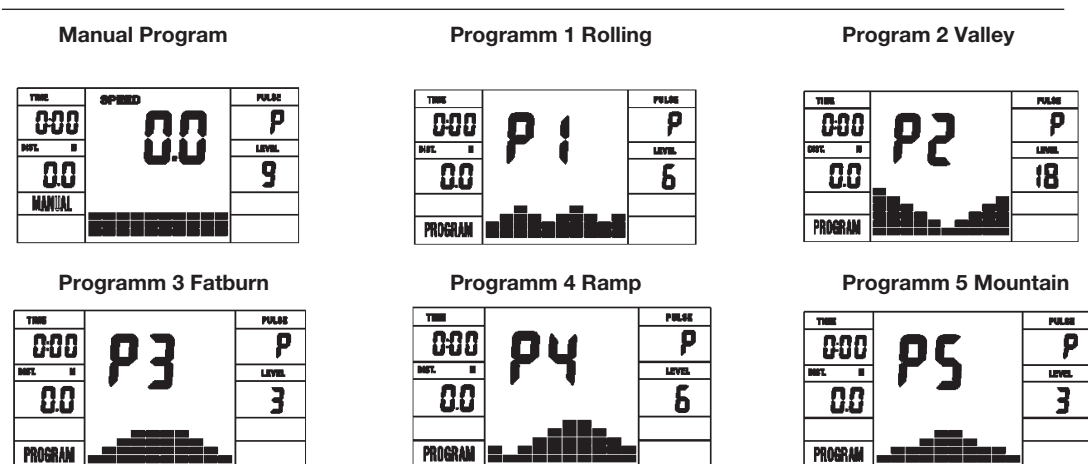 Manual Program
Programm 1 Rolling
Program 2 Valley
TIME
SPEED
PULSE
0:00
0.0
P
DIST. M
LEVEL
0.0
9
MANUAL
TIME
PULSE
0:00
P1
P
DIST. M
LEVEL
0.0
6
PROGRAM
TIME
PULSE
0:00
P2
P
DIST. M
LEVEL
0.0
18
PROGRAM
Programm 3 Fatburn
Programm 4 Ramp
Programm 5 Mountain
TIME
PULSE
0:00
P3
P
DIST. M
LEVEL
0.0
3
PROGRAM
TIME
PULSE
0:00
P4
P
DIST. M
LEVEL
0.0
6
PROGRAM
TIME
PULSE
0:00
P5
P
DIST. M
LEVEL
0.0
3
PROGRAM